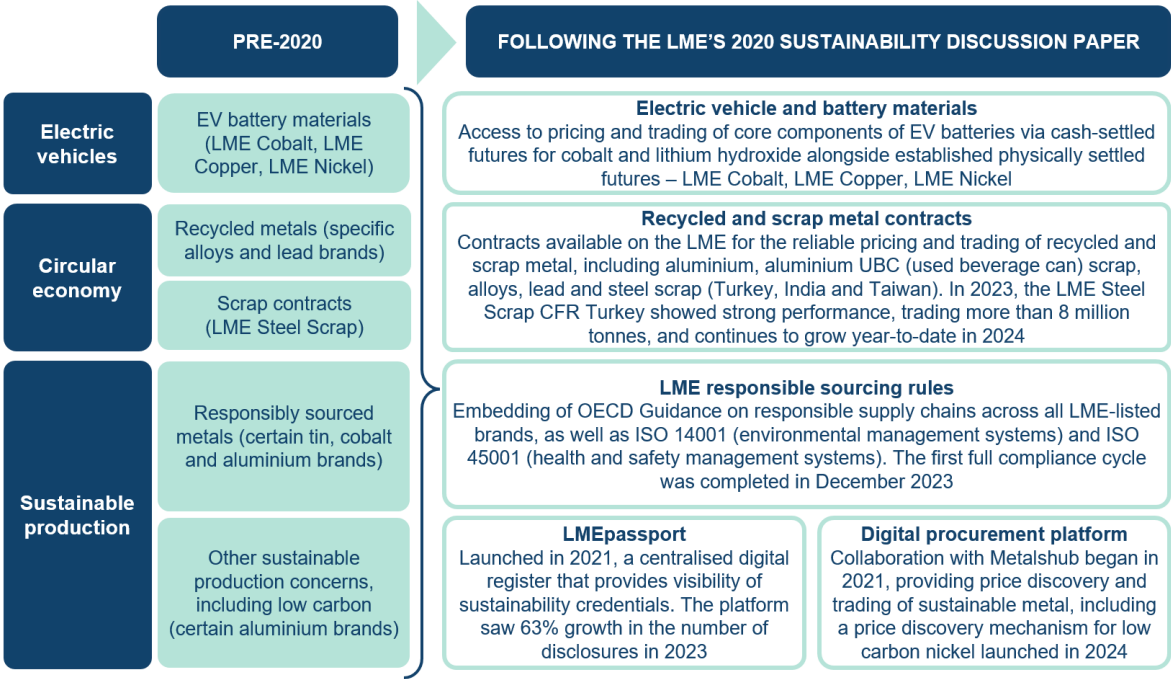 PRE-2020
FOLLOWING THE LME'S 2020 SUSTAINABILITY DISCUSSION PAPER
Electric
vehicles
EV battery materials
(LME Cobalt, LME
Copper, LME Nickel)
Electric vehicle and battery materials
Access to pricing and trading of core components of EV batteries via cash-settled
futures for cobalt and lithium hydroxide alongside established physically settled
futures – LME Cobalt, LME Copper, LME Nickel
Circular
economy
Recycled metals (specific
alloys and lead brands)
Scrap contracts
(LME Steel Scrap)
Recycled and scrap metal contracts
Contracts available on the LME for the reliable pricing and trading of recycled and
scrap metal, including aluminium, aluminium UBC (used beverage can) scrap,
alloys, lead and steel scrap (Turkey, India and Taiwan). In 2023, the LME Steel
Scrap CFR Turkey showed strong performance, trading more than 8 million
tonnes, and continues to grow year-to-date in 2024
Sustainable
production
Responsibly sourced
metals (certain tin, cobalt
and aluminium brands)
LME responsible sourcing rules
Embedding of OECD Guidance on responsible supply chains across all LME-listed
brands, as well as ISO 14001 (environmental management systems) and ISO
45001 (health and safety management systems). The first full compliance cycle
was completed in December 2023
Other sustainable
production concerns,
including low carbon
(certain aluminium brands)
LMEpassport
Launched in 2021, a centralised digital
register that provides visibility of
sustainability credentials. The platform
saw 63% growth in the number of
disclosures in 2023
Digital procurement platform
Collaboration with Metalshub began in
2021, providing price discovery and
trading of sustainable metal, including
a price discovery mechanism for low
carbon nickel launched in 2024